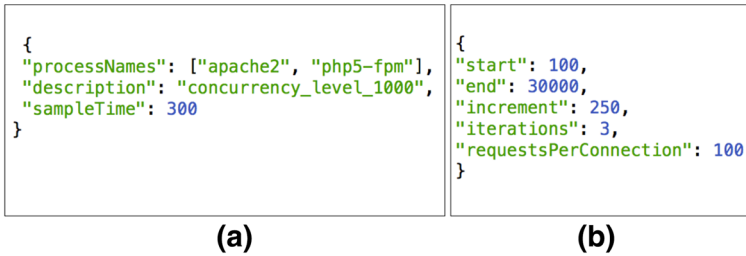 {
"processNames": ["apache2", "php5-fpm"],
"description": "concurrency_level_1000",
"sampleTime": 300
}
(a)
{
"start": 100,
"end": 30000,
"increment": 250,
"iterations": 3,
"requestsPerConnection": 100
}
(b)